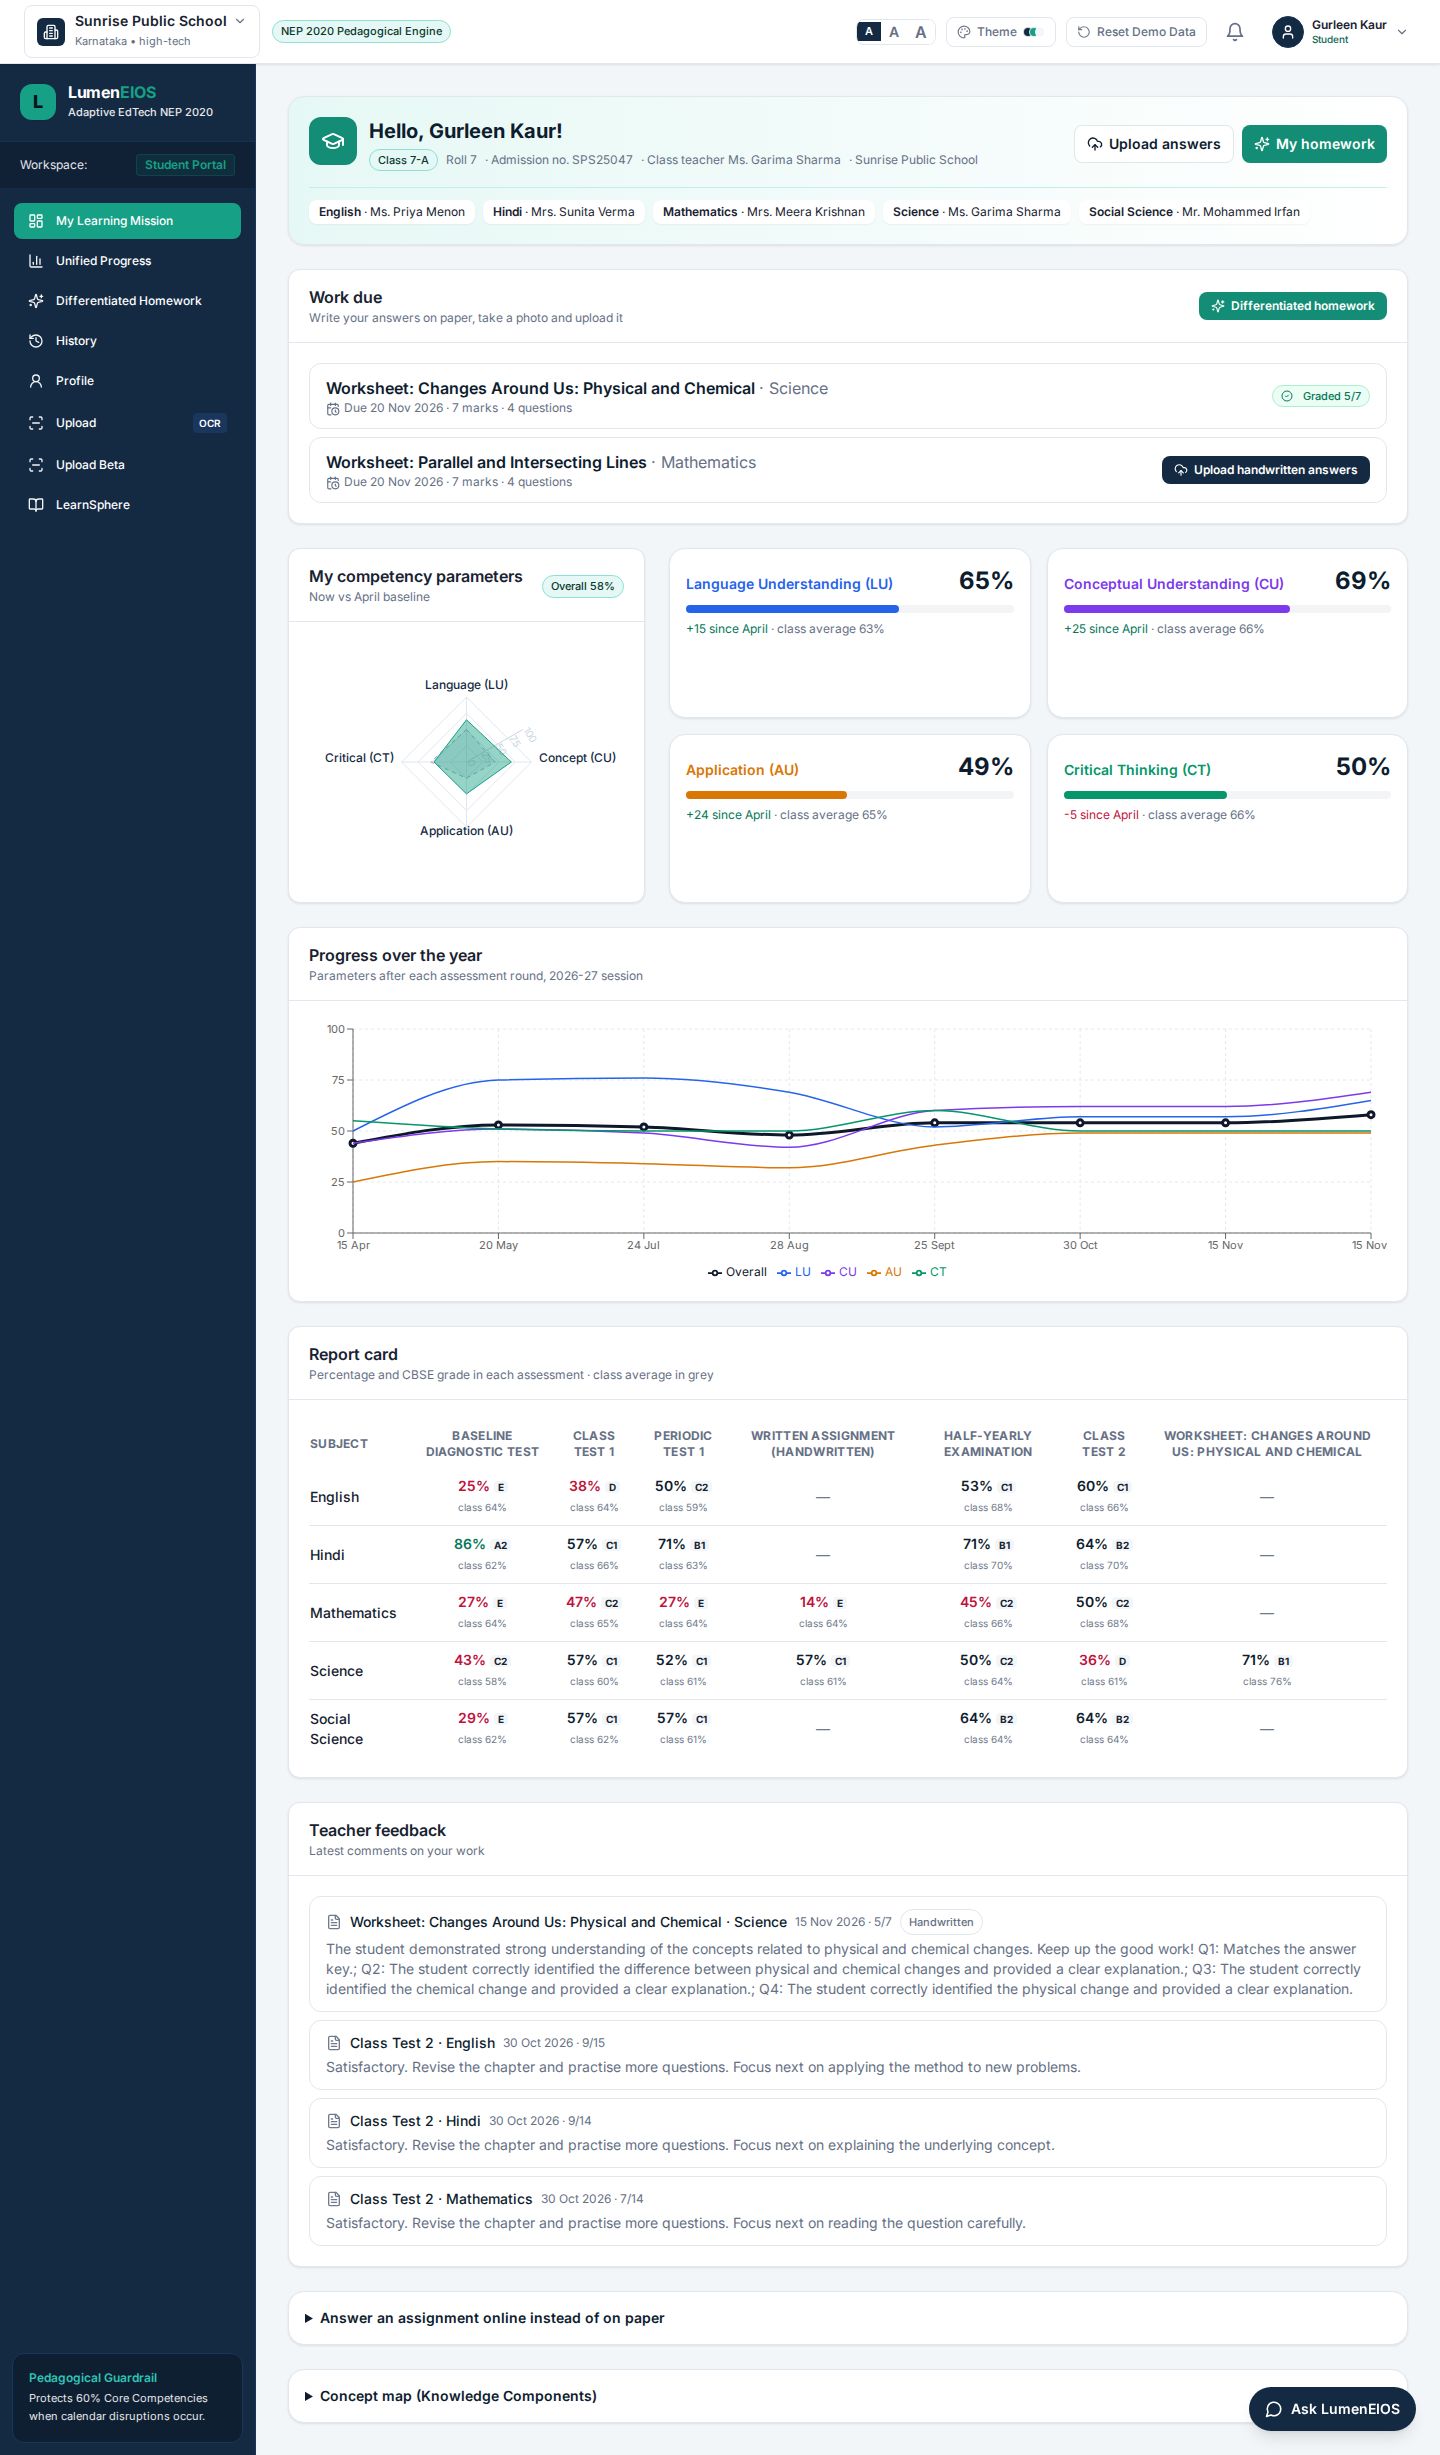 Sunrise Public School
Karnataka • high-tech
NEP 2020 Pedagogical Engine
A A A
Theme
Reset Demo Data
Gurleen Kaur
Student
L
LumenEIOS
Adaptive EdTech NEP 2020
Workspace: Student Portal
My Learning Mission
Unified Progress
Differentiated Homework
History
Profile
Upload OCR
Upload Beta
LearnSphere
Pedagogical Guardrail
Protects 60% Core Competencies
when calendar disruptions occur.
Hello, Gurleen Kaur!
Class 7-A Roll 7 · Admission no. SPS25047 · Class teacher Ms. Garima Sharma · Sunrise Public School
Upload answers
My homework
English · Ms. Priya Menon
Hindi · Mrs. Sunita Verma
Mathematics · Mrs. Meera Krishnan
Science · Ms. Garima Sharma
Social Science · Mr. Mohammed Irfan
Work due
Write your answers on paper, take a photo and upload it
Differentiated homework
Worksheet: Changes Around Us: Physical and Chemical · Science
Due 20 Nov 2026 · 7 marks · 4 questions
Graded 5/7
Worksheet: Parallel and Intersecting Lines · Mathematics
Due 20 Nov 2026 · 7 marks · 4 questions
Upload handwritten answers
My competency parameters
Now vs April baseline
Overall 58%
Language (LU)
Critical (CT)
Concept (CU)
Application (AU)
75
100
Language Understanding (LU) 65%
+15 since April · class average 63%
Conceptual Understanding (CU) 69%
+25 since April · class average 66%
Application (AU) 49%
+24 since April · class average 65%
Critical Thinking (CT) 50%
-5 since April · class average 66%
Progress over the year
Parameters after each assessment round, 2026-27 session
100
75
50
25
0
15 Apr 20 May 24 Jul 28 Aug 25 Sept 30 Oct 15 Nov 15 Nov
Overall LU CU AU CT
Report card
Percentage and CBSE grade in each assessment · class average in grey
SUBJECT BASELINE DIAGNOSTIC TEST CLASS TEST 1 PERIODIC TEST 1 WRITTEN ASSIGNMENT (HANDWRITTEN) HALF-YEARLY EXAMINATION CLASS TEST 2 WORKSHEET: CHANGES AROUND US: PHYSICAL AND CHEMICAL
English 25% E 38% D 50% C2 — 53% C1 60% C1 —
class 64% class 64% class 59% class 68% class 66%
Hindi 86% A2 57% C1 71% B1 — 71% B1 64% B2 —
class 62% class 66% class 63% class 70% class 70%
Mathematics 27% E 47% C2 27% E 14% E 45% C2 50% C2 —
class 64% class 65% class 64% class 64% class 66% class 68%
Science 43% C2 57% C1 52% C1 57% C1 50% C2 36% D 71% B1
class 58% class 60% class 61% class 61% class 64% class 61% class 76%
Social Science 29% E 57% C1 57% C1 — 64% B2 64% B2 —
class 62% class 62% class 61% class 64% class 64%
Teacher feedback
Latest comments on your work
Worksheet: Changes Around Us: Physical and Chemical · Science 15 Nov 2026 · 5/7 Handwritten
The student demonstrated strong understanding of the concepts related to physical and chemical changes. Keep up the good work! Q1: Matches the answer
key.; Q2: The student correctly identified the difference between physical and chemical changes and provided a clear explanation.; Q3: The student correctly
identified the chemical change and provided a clear explanation.; Q4: The student correctly identified the physical change and provided a clear explanation.
Class Test 2 · English 30 Oct 2026 · 9/15
Satisfactory. Revise the chapter and practise more questions. Focus next on applying the method to new problems.
Class Test 2 · Hindi 30 Oct 2026 · 9/14
Satisfactory. Revise the chapter and practise more questions. Focus next on explaining the underlying concept.
Class Test 2 · Mathematics 30 Oct 2026 · 7/14
Satisfactory. Revise the chapter and practise more questions. Focus next on reading the question carefully.
Answer an assignment online instead of on paper
Concept map (Knowledge Components)
Ask LumenEIOS